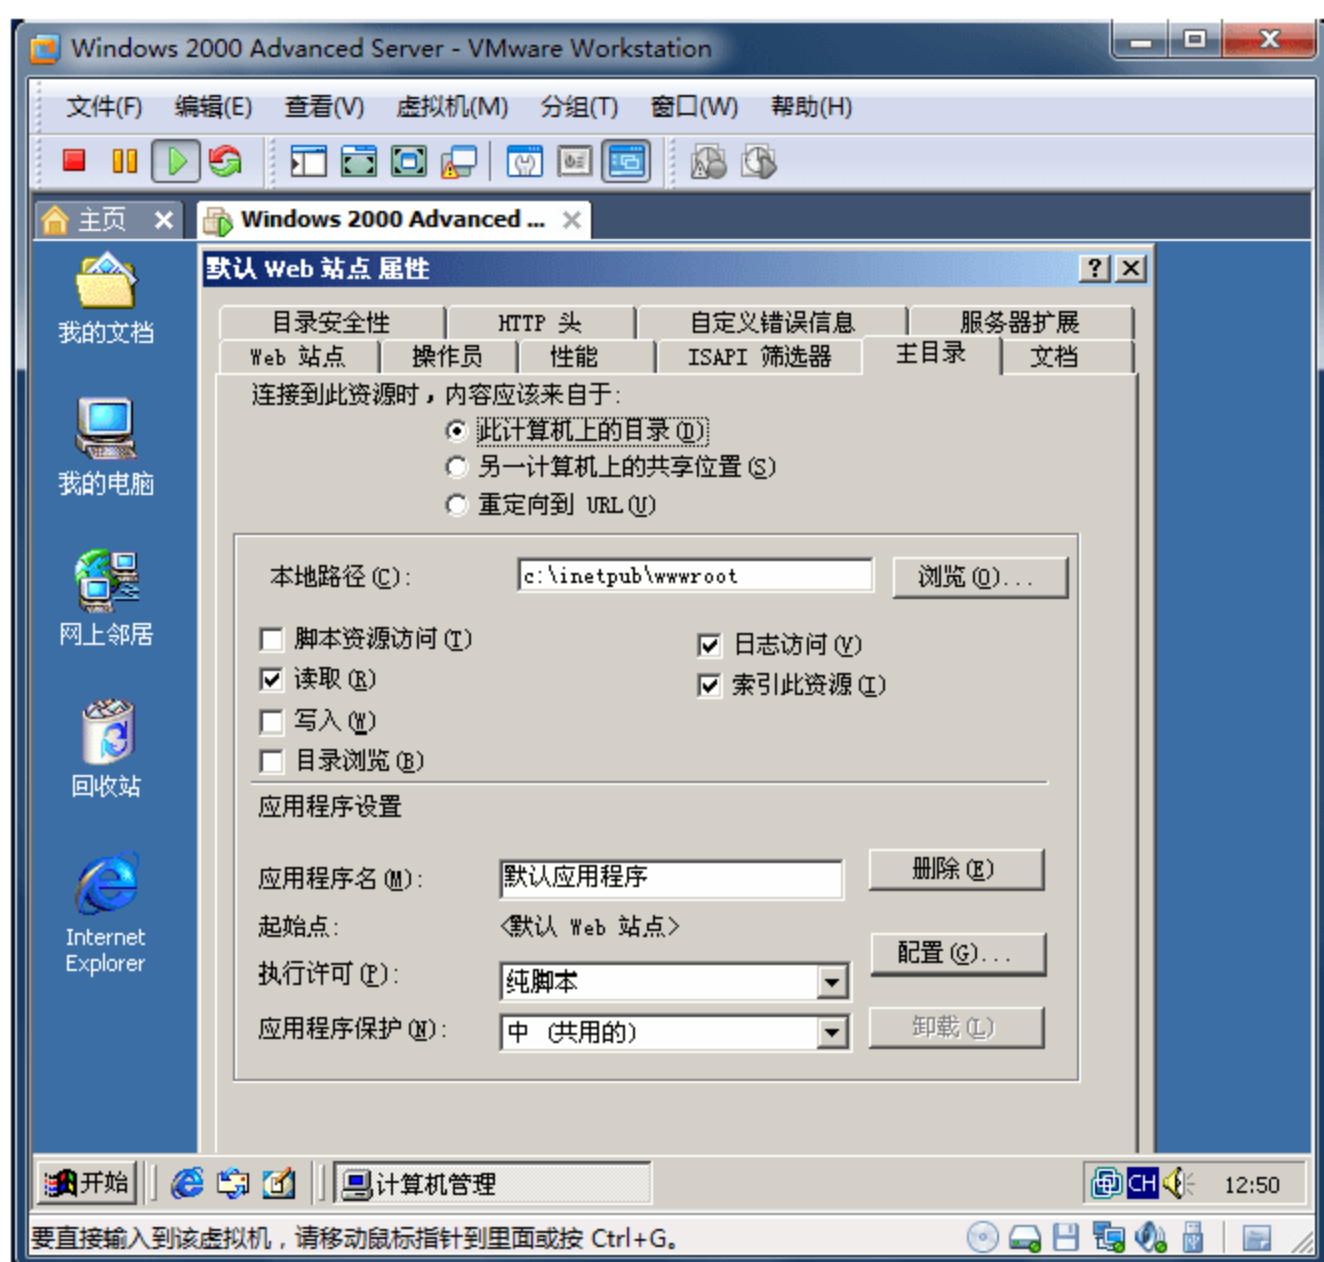 Windows 2000 Advanced Server - VMware Workstation
文件(F) 编辑(E) 查看(V) 虚拟机(M) 分组(T) 窗口(W) 帮助(H)
主页 Windows 2000 Advanced ...
默认 Web 站点 属性
目录安全性 HTTP 头 自定义错误信息 服务器扩展
Web 站点 操作员 性能 ISAPI 筛选器 主目录 文档
连接到此资源时，内容应该来自于:
此计算机上的目录(D)
另一计算机上的共享位置(S)
重定向到 URL(U)
本地路径(C): c:\inetpub\wwwroot 浏览(O)...
脚本资源访问(T) 日志访问(V)
读取(R) 索引此资源(I)
写入(W)
目录浏览(B)
应用程序设置
应用程序名(M): 默认应用程序 删除(E)
起始点: <默认 Web 站点>
执行许可(P): 纯脚本 配置(G)...
应用程序保护(N): 中 (共用的) 卸载(L)
我的文档
我的电脑
网上邻居
回收站
Internet
Explorer
开始 计算机管理 CH 12:50
要直接输入到该虚拟机，请移动鼠标指针到里面或按 Ctrl+G。